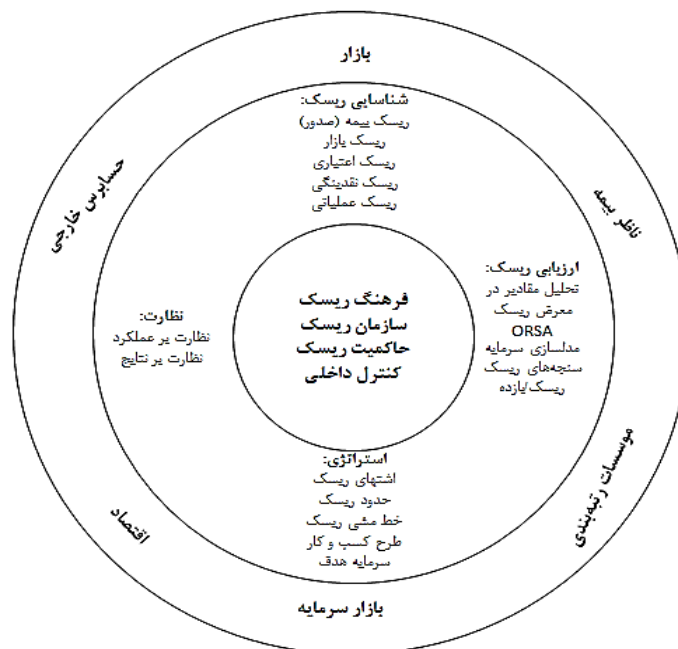 بازار
شناسایی ریسک:
ریسک بیمه (صدور)
ریسک بازار
ریسک اعتباری
ریسک نقدینگی
ریسک عملیاتی
ناظر بیمه
حسابرس خارجی
ارزیابی ریسک:
تحلیل مقادیر در
معرض ریسک
ORSA
مدلسازی سرمایه
سنجه‌های ریسک
ریسک/بازده
فرهنگ ریسک
سازمان ریسک
حاکمیت ریسک
کنترل داخلی
نظارت:
نظارت بر عملکرد
نظارت بر نتایج
استراتژی:
اشتهای ریسک
حدود ریسک
خط مشی ریسک
طرح کسب و کار
سرمایه هدف
موسسات رتبه‌بندی
اقتصاد
بازار سرمایه